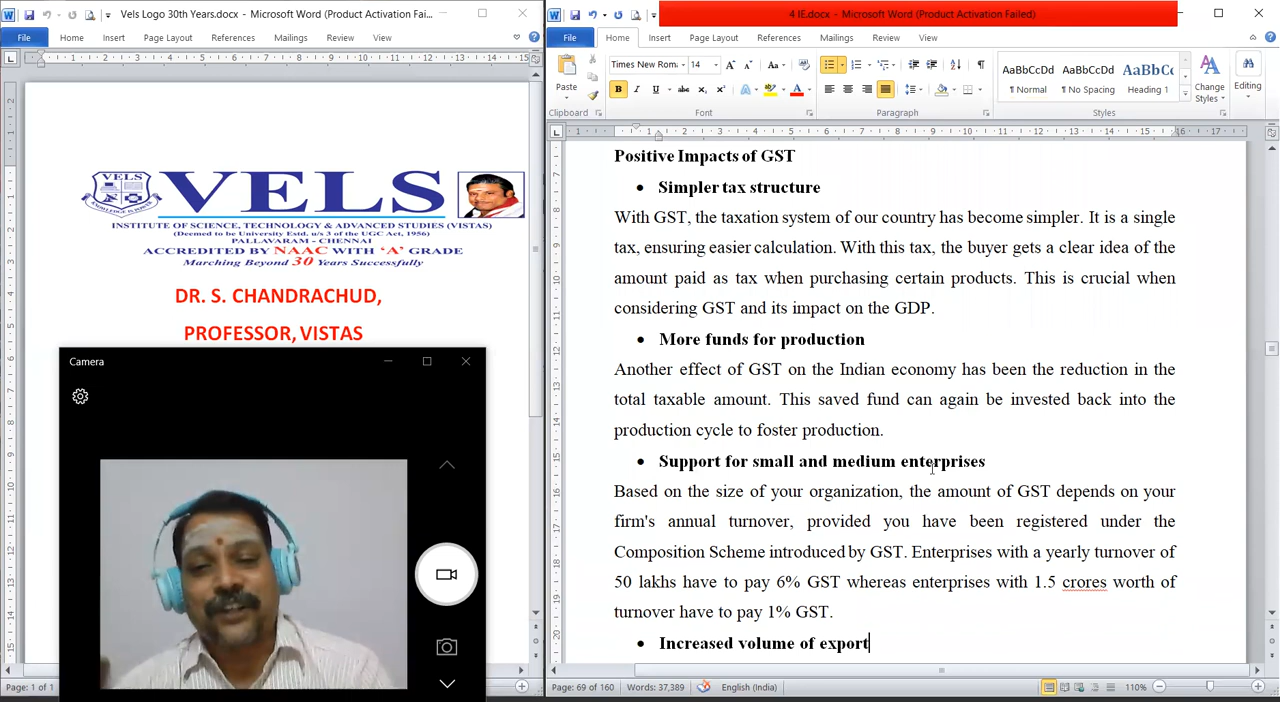 Vels Logo 30th Years.docx - Microsoft Word (Product Activation Fai...
File Home Insert Page Layout References Mailings Review View
VELS
VELS
INSTITUTE OF SCIENCE, TECHNOLOGY & ADVANCED STUDIES (VISTAS)
(Deemed to be University Estd. u/s 3 of the UGC Act, 1956)
PALLAVARAM - CHENNAI
ACCREDITED BY NAAC WITH ‘A’ GRADE
Marching Beyond 30 Years Successfully
DR. S. CHANDRACHUD,
PROFESSOR, VISTAS
Camera
Page: 1 of 1
4 IE.docx - Microsoft Word (Product Activation Failed)
File Home Insert Page Layout References Mailings Review View
Paste
Clipboard
Times New Rom 14
Font
Paragraph
AaBbCcDd AaBbCcDd AaBbCc
¶ Normal ¶ No Spacing Heading 1
Change
Styles
Styles
Editing
Positive Impacts of GST
• Simpler tax structure
With GST, the taxation system of our country has become simpler. It is a single
tax, ensuring easier calculation. With this tax, the buyer gets a clear idea of the
amount paid as tax when purchasing certain products. This is crucial when
considering GST and its impact on the GDP.
• More funds for production
Another effect of GST on the Indian economy has been the reduction in the
total taxable amount. This saved fund can again be invested back into the
production cycle to foster production.
• Support for small and medium enterprises
Based on the size of your organization, the amount of GST depends on your
firm's annual turnover, provided you have been registered under the
Composition Scheme introduced by GST. Enterprises with a yearly turnover of
50 lakhs have to pay 6% GST whereas enterprises with 1.5 crores worth of
turnover have to pay 1% GST.
• Increased volume of export
Page: 69 of 160 Words: 37,389 English (India) 110%